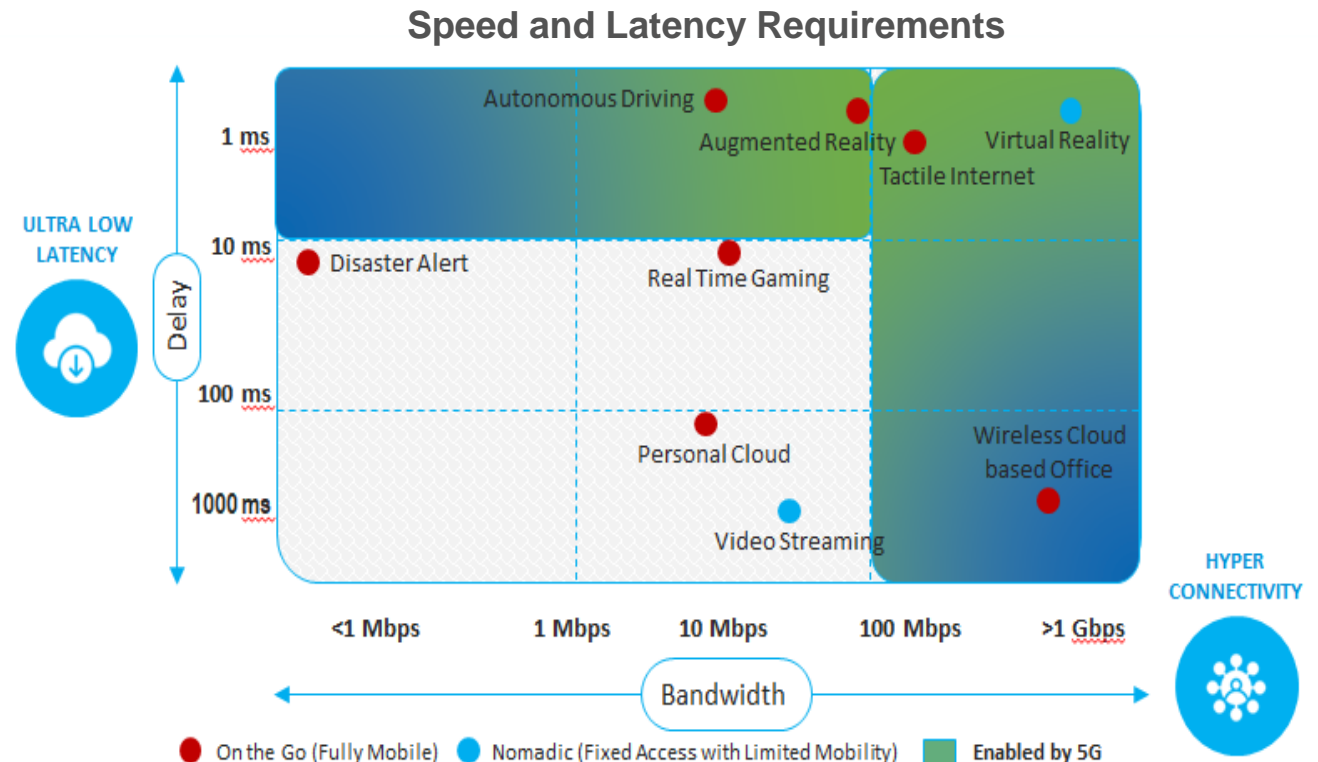 Speed and Latency Requirements
Autonomous Driving
1 ms
Augmented Reality
Virtual Reality
Tactile Internet
ULTRA LOW
LATENCY
10 ms
Disaster Alert
Real Time Gaming
Delay
100 ms
Personal Cloud
Wireless Cloud
based Office
1000 ms
Video Streaming
HYPER
CONNECTIVITY
<1 Mbps
1 Mbps
10 Mbps
100 Mbps
>1 Gbps
Bandwidth
On the Go (Fully Mobile)
Nomadic (Fixed Access with Limited Mobility)
Enabled by 5G